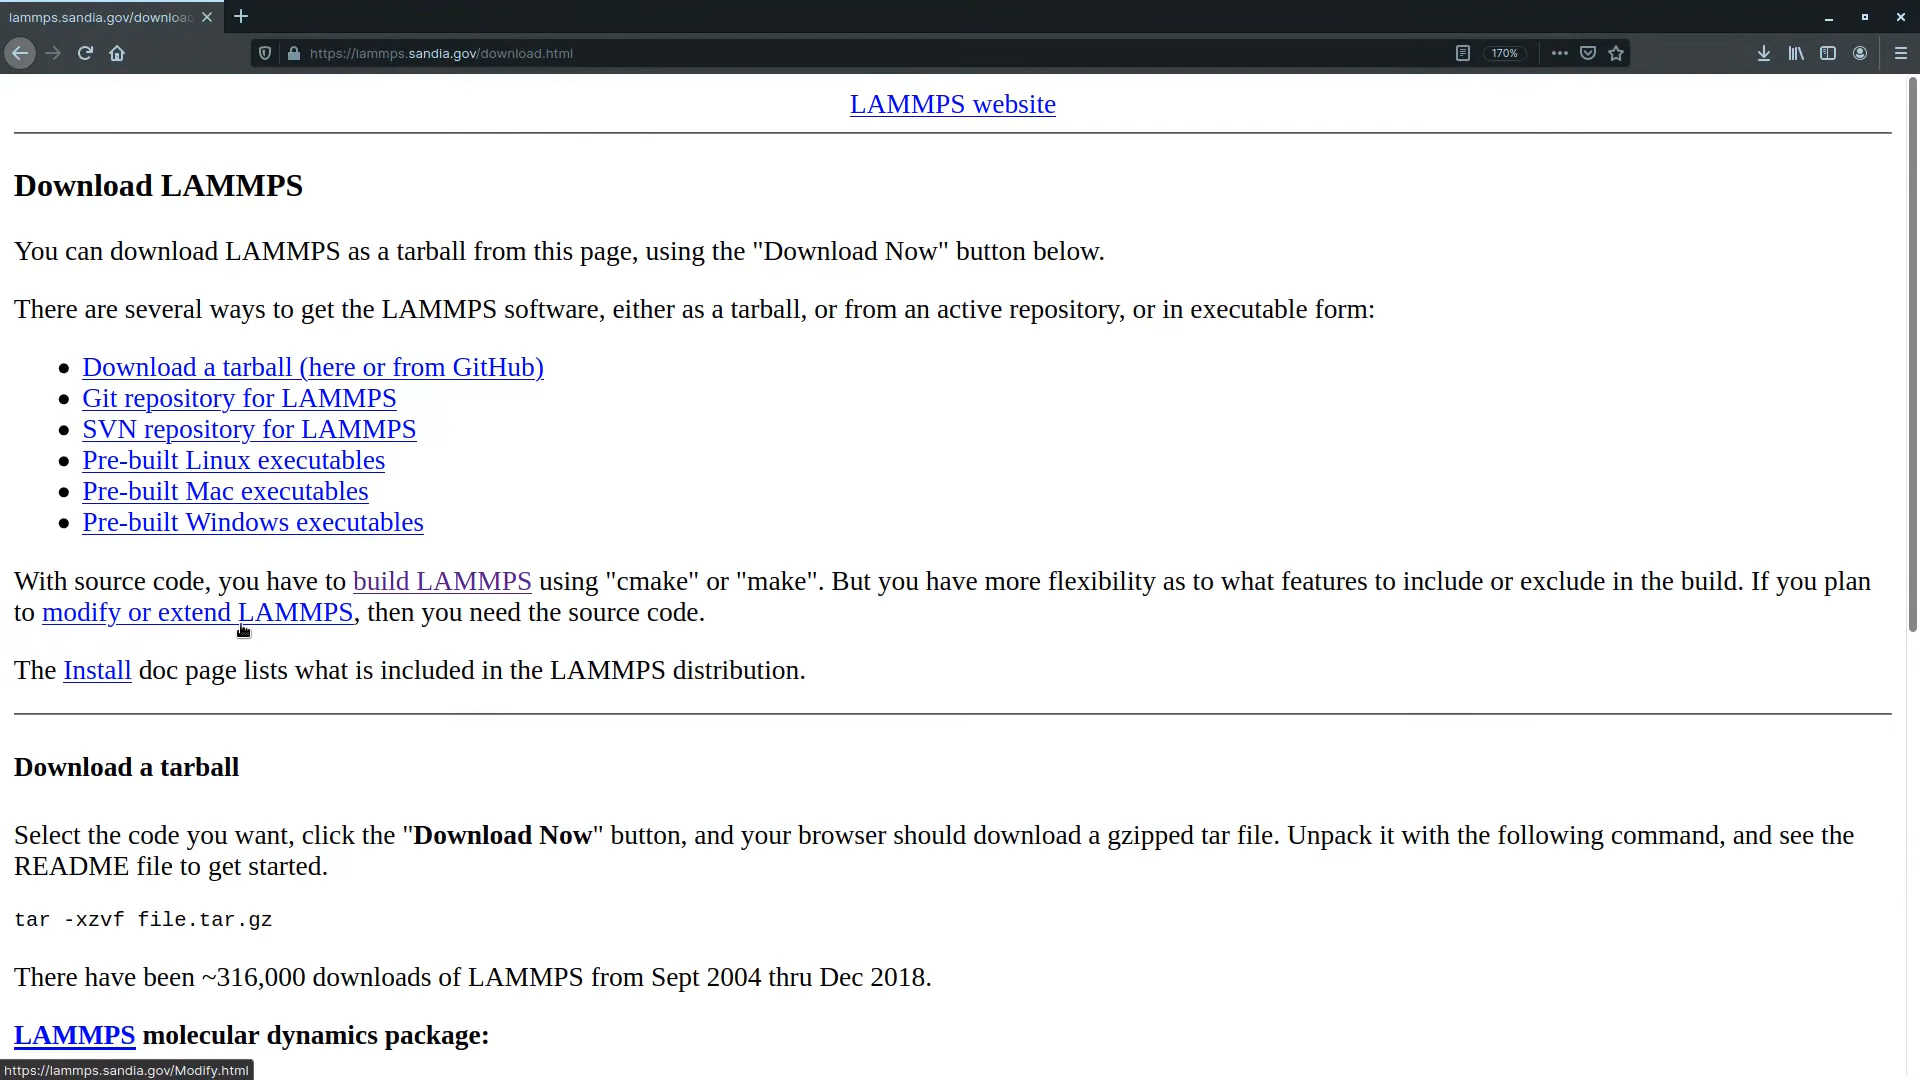 lammps.sandia.gov/download
https://lammps.sandia.gov/download.html
170%
LAMMPS website
Download LAMMPS
You can download LAMMPS as a tarball from this page, using the "Download Now" button below.
There are several ways to get the LAMMPS software, either as a tarball, or from an active repository, or in executable form:
Download a tarball (here or from GitHub)
Git repository for LAMMPS
SVN repository for LAMMPS
Pre-built Linux executables
Pre-built Mac executables
Pre-built Windows executables
With source code, you have to build LAMMPS using "cmake" or "make". But you have more flexibility as to what features to include or exclude in the build. If you plan
to modify or extend LAMMPS, then you need the source code.
The Install doc page lists what is included in the LAMMPS distribution.
Download a tarball
Select the code you want, click the "Download Now" button, and your browser should download a gzipped tar file. Unpack it with the following command, and see the
README file to get started.
tar -xzvf file.tar.gz
There have been ~316,000 downloads of LAMMPS from Sept 2004 thru Dec 2018.
LAMMPS molecular dynamics package:
https://lammps.sandia.gov/Modify.html